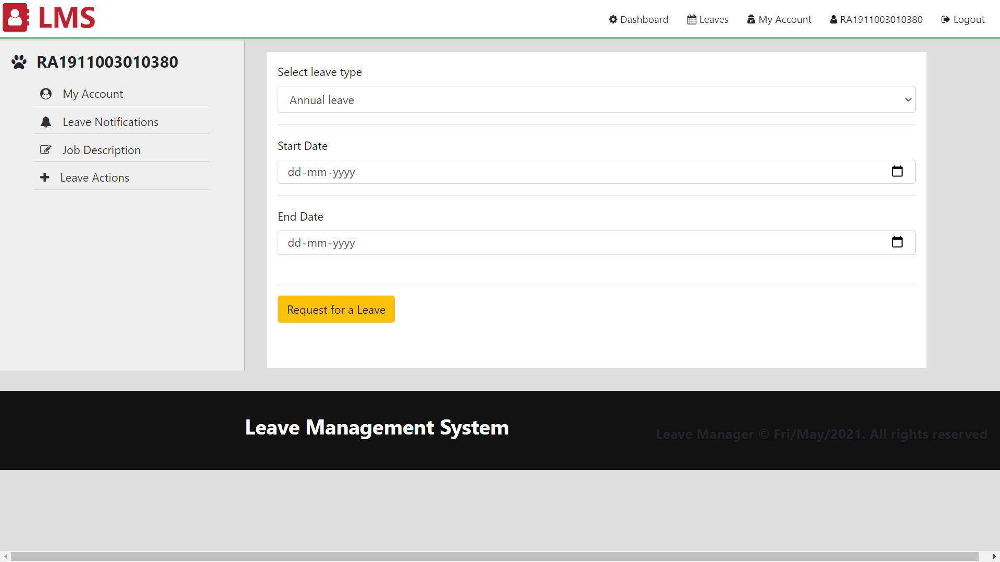 LMS
Dashboard
Leaves
My Account
RA1911003010380
Logout
RA1911003010380
My Account
Leave Notifications
Job Description
Leave Actions
Select leave type
Annual leave
Start Date
dd-mm-yyyy
End Date
dd-mm-yyyy
Request for a Leave
Leave Management System
Leave Manager © Fri/May/2021. All rights reserved